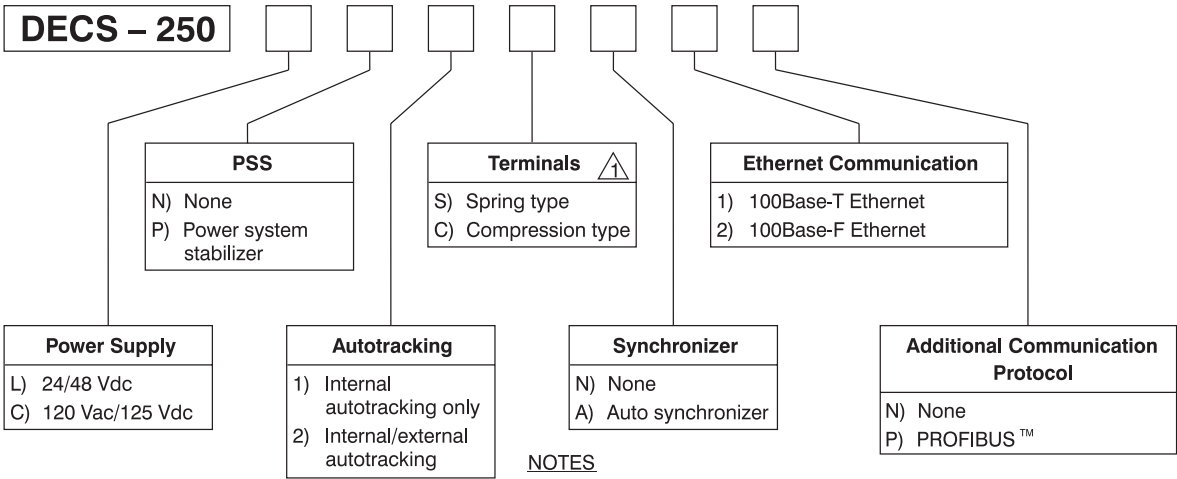 DECS – 250
PSS
N) None
P) Power system
stabilizer
Terminals 1
S) Spring type
C) Compression type
Ethernet Communication
1) 100Base-T Ethernet
2) 100Base-F Ethernet
Power Supply
L) 24/48 Vdc
C) 120 Vac/125 Vdc
Autotracking
1) Internal
autotracking only
2) Internal/external
autotracking
Synchronizer
N) None
A) Auto synchronizer
Additional Communication
Protocol
N) None
P) PROFIBUS ™
NOTES